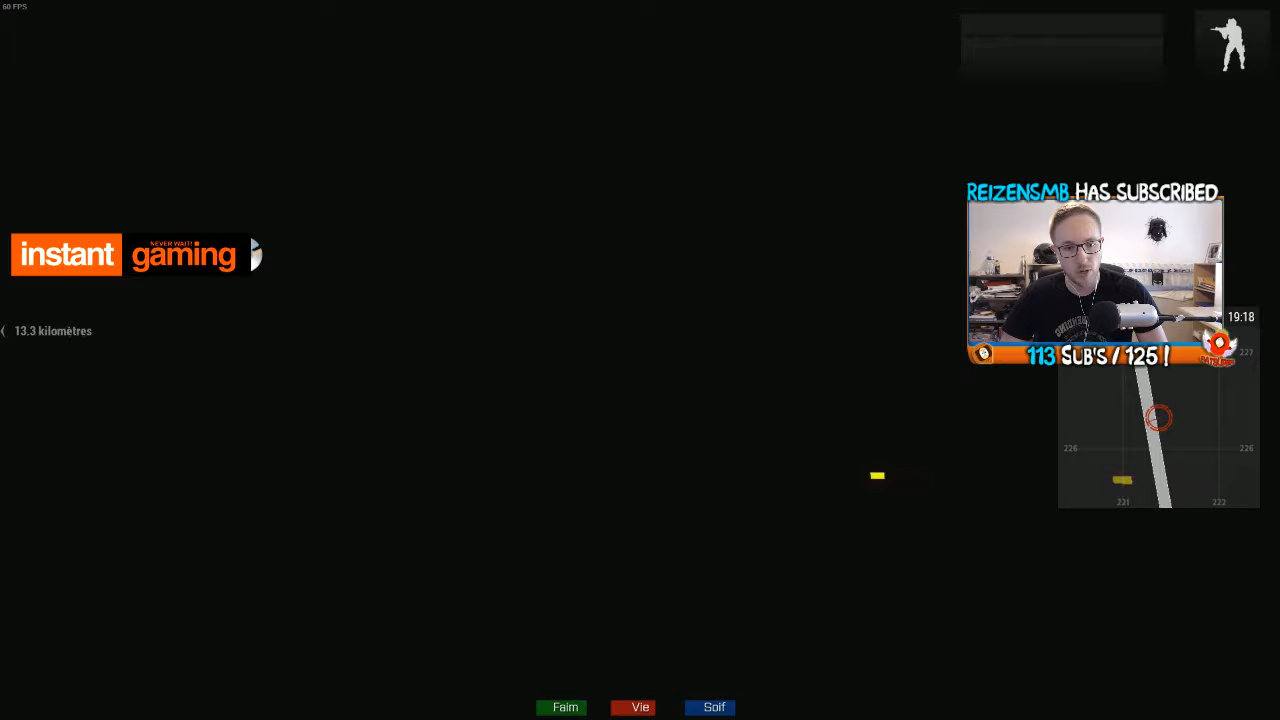 60 FPS
REIZENSMB HAS SUBSCRIBED
instant
NEVER WAIT!
gaming
19:18
13.3 kilomètres
113 SUB'S / 125 !
227
226
226
221
222
Faim
Vie
Soif